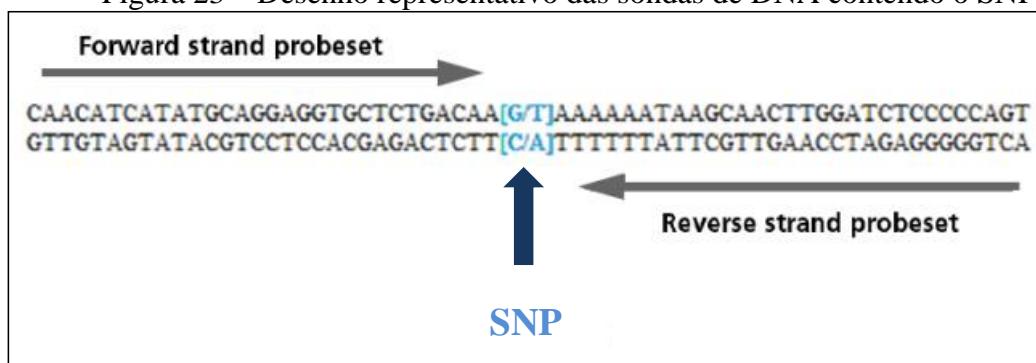 Figura 23 – Desenho representativo das sondas de DNA contendo o SNP
Forward strand probeset
CAACATCATATGCAGGAGGTGCTCTGACAA[G/T]AAAAAATAAGCAACTTGGATCTCCCCCAGT
GTTGTAGTATACGTCCTCCACGAGACTCTT[C/A]TTTTTTATTCGTTGAACCTAGAGGGGGTCA
Reverse strand probeset
SNP